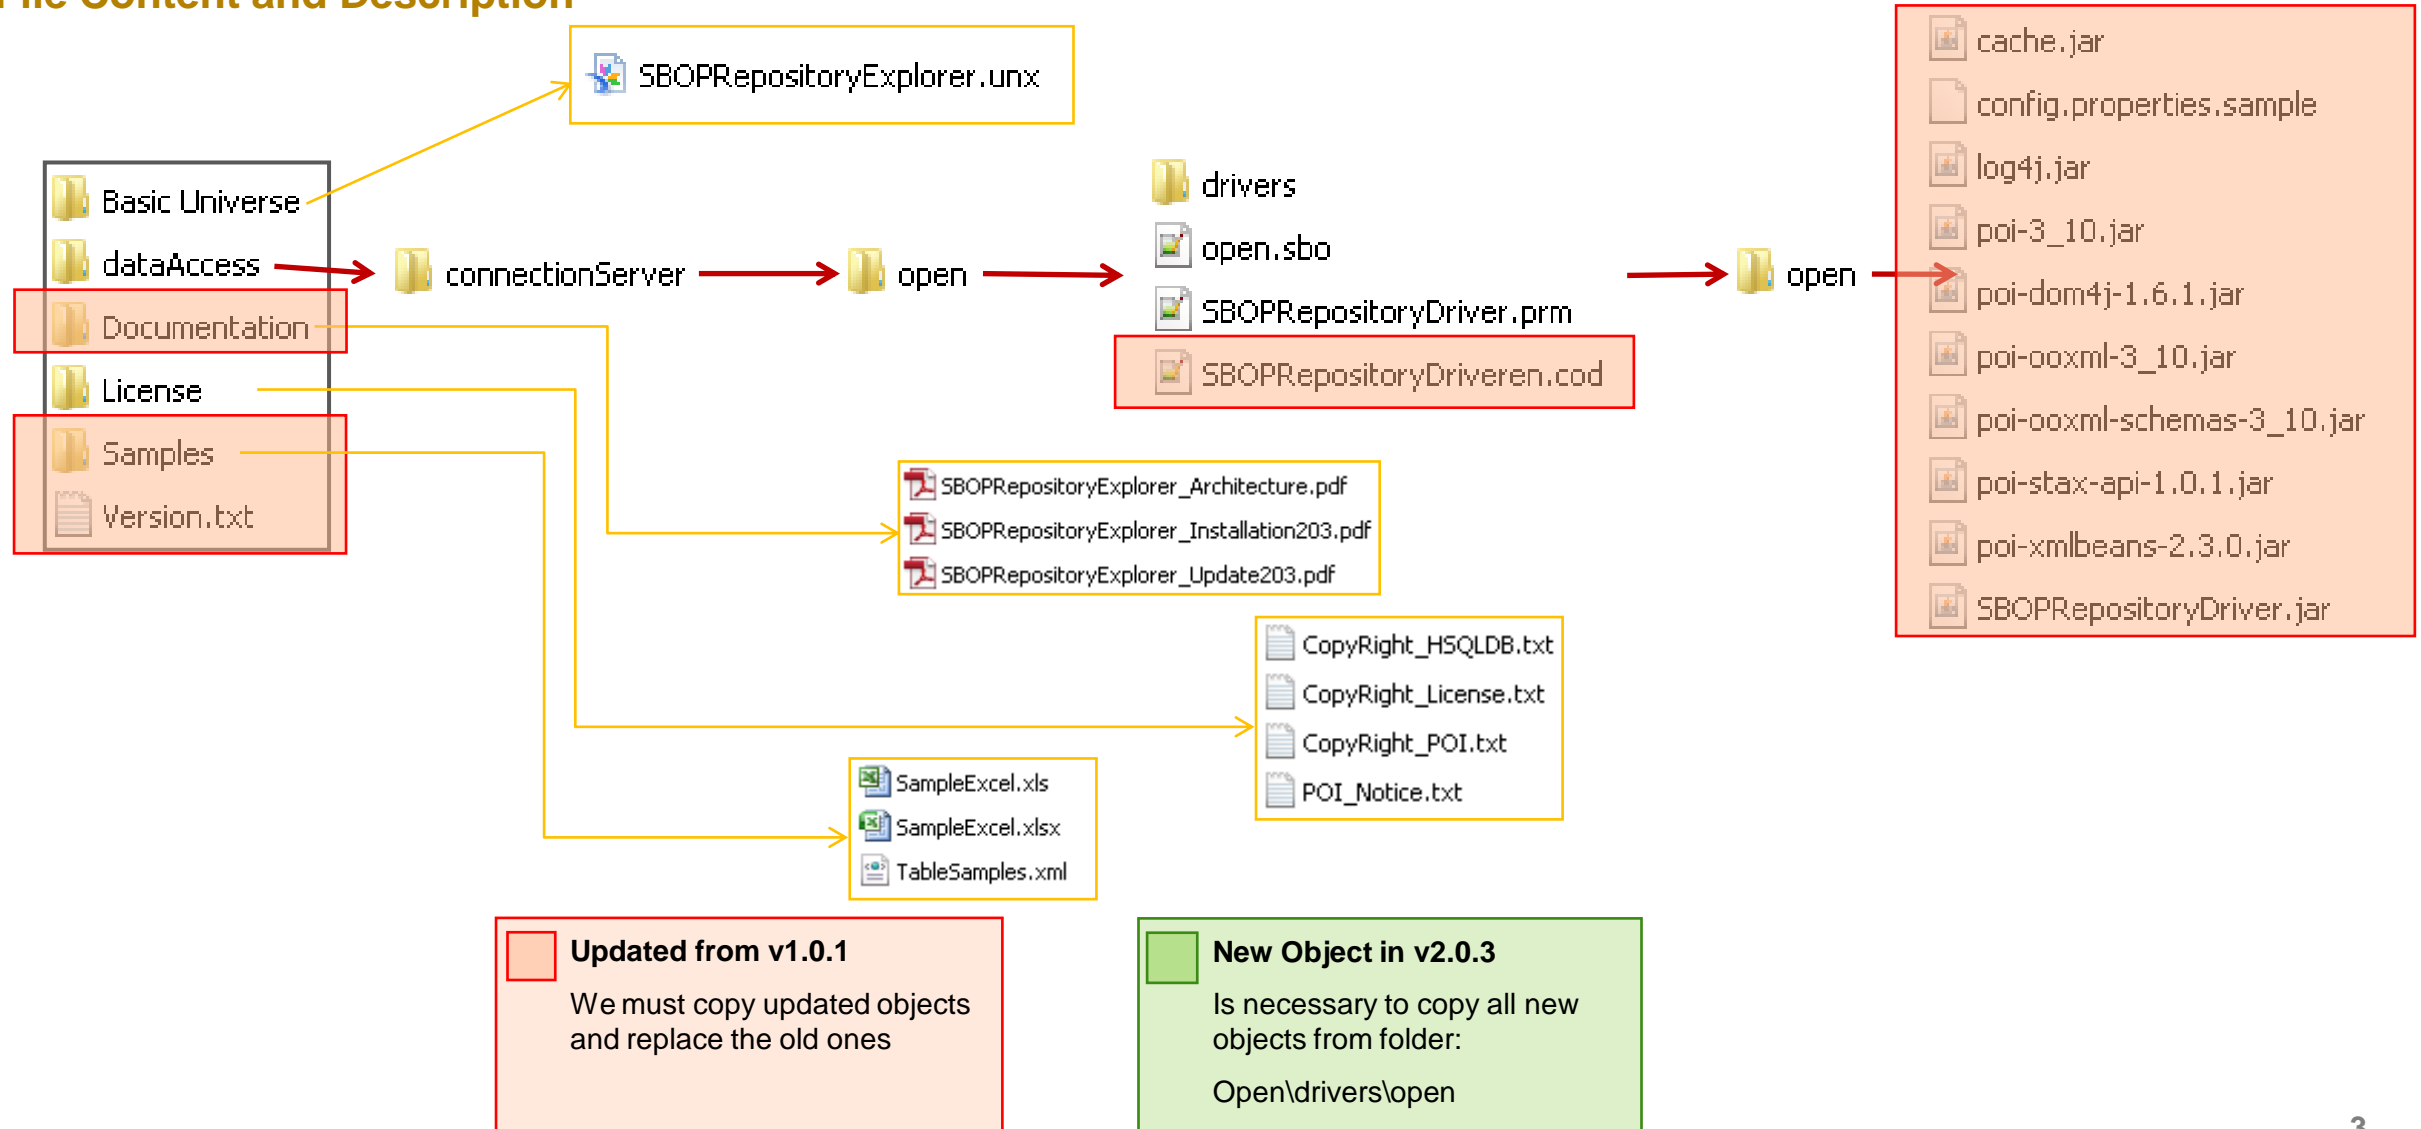 File Content and Description
SBOPRepositoryExplorer.unx
Basic Universe
dataAccess
Documentation
License
Samples
Version.txt
connectionServer
open
drivers
open.sbo
SBOPRepositoryDriver.prm
SBOPRepositoryDriveren.cod
open
cache.jar
config.properties.sample
log4j.jar
poi-3_10.jar
poi-dom4j-1.6.1.jar
poi-ooxml-3_10.jar
poi-ooxml-schemas-3_10.jar
poi-stax-api-1.0.1.jar
poi-xmlbeans-2.3.0.jar
SBOPRepositoryDriver.jar
SBOPRepositoryExplorer_Architecture.pdf
SBOPRepositoryExplorer_Installation203.pdf
SBOPRepositoryExplorer_Update203.pdf
CopyRight_HSQLDB.txt
CopyRight_License.txt
CopyRight_POI.txt
POI_Notice.txt
SampleExcel.xls
SampleExcel.xlsx
TableSamples.xml
Updated from v1.0.1
We must copy updated objects
and replace the old ones
New Object in v2.0.3
Is necessary to copy all new
objects from folder:
Open\drivers\open
3